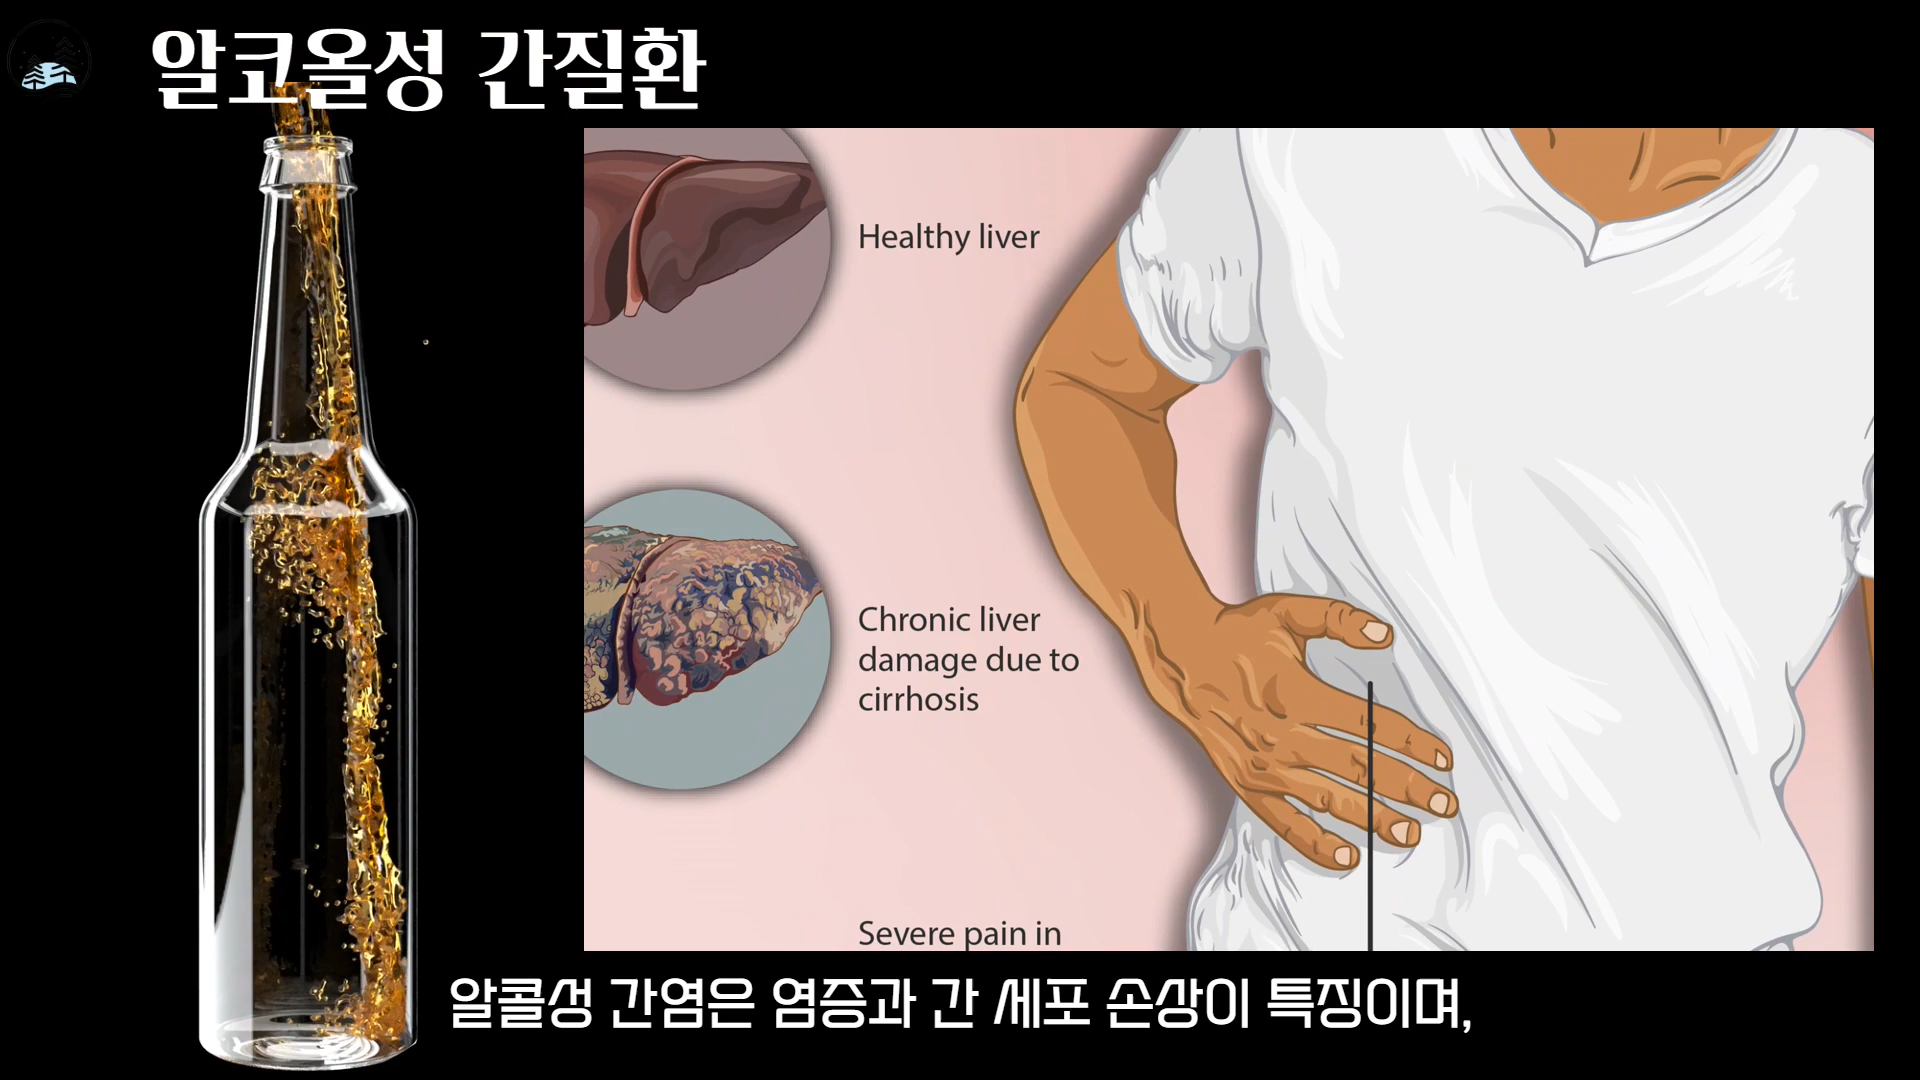 알코올성 간질환
Healthy liver
Chronic liver
damage due to
cirrhosis
Severe pain in
알콜성 간염은 염증과 간 세포 손상이 특징이며,